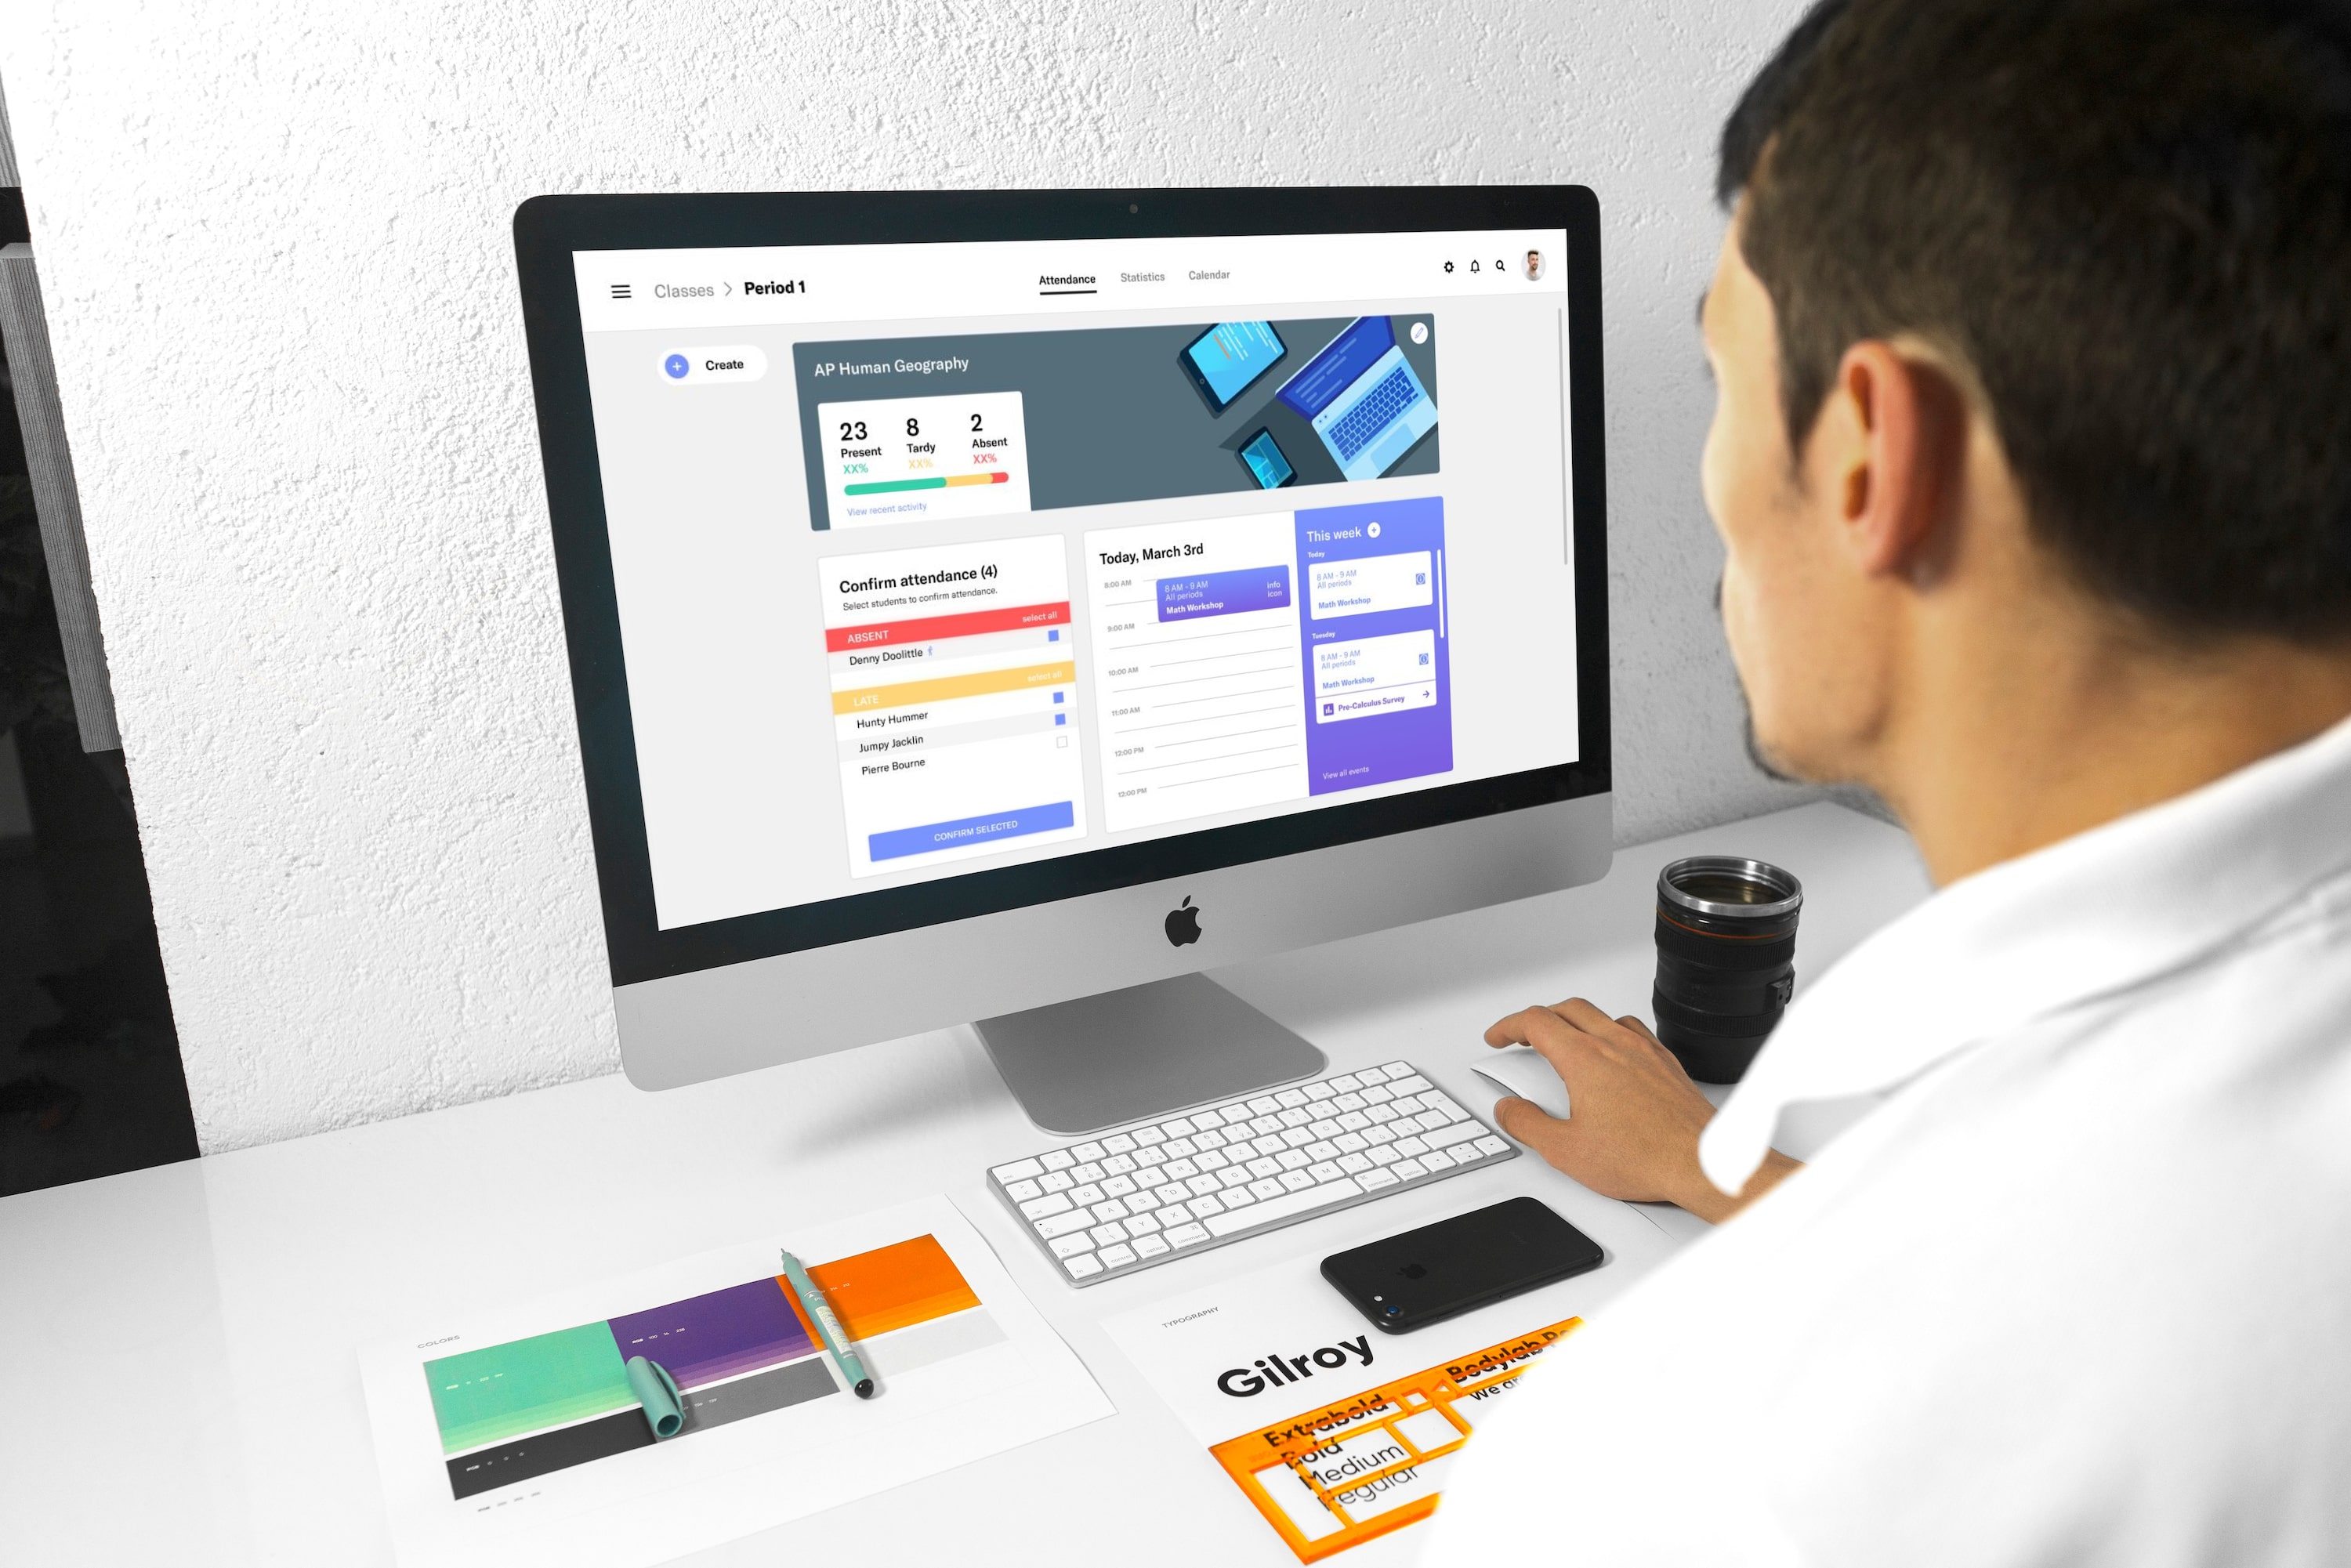 Classes > Period 1
Attendance
Statistics
Calendar
Create
AP Human Geography
23
Present
XX%
8
Tardy
XX%
2
Absent
XX%
View recent activity
Confirm attendance (4)
Select students to confirm attendance.
ABSENT
select all
Denny Doolittle
LATE
select all
Hunty Hummer
Jumpy Jacklin
Pierre Bourne
CONFIRM SELECTED
Today, March 3rd
8:00 AM
9:00 AM
10:00 AM
11:00 AM
12:00 PM
12:00 PM
8 AM - 9 AM
All periods
Math Workshop
info
icon
This week
Today
8 AM - 9 AM
All periods
Math Workshop
Tuesday
8 AM - 9 AM
All periods
Math Workshop
Pre-Calculus Survey
View all events
COLORS
TYPOGRAPHY
Gilroy
Extrabold
Bold
Medium
Regular
Bodylab
We